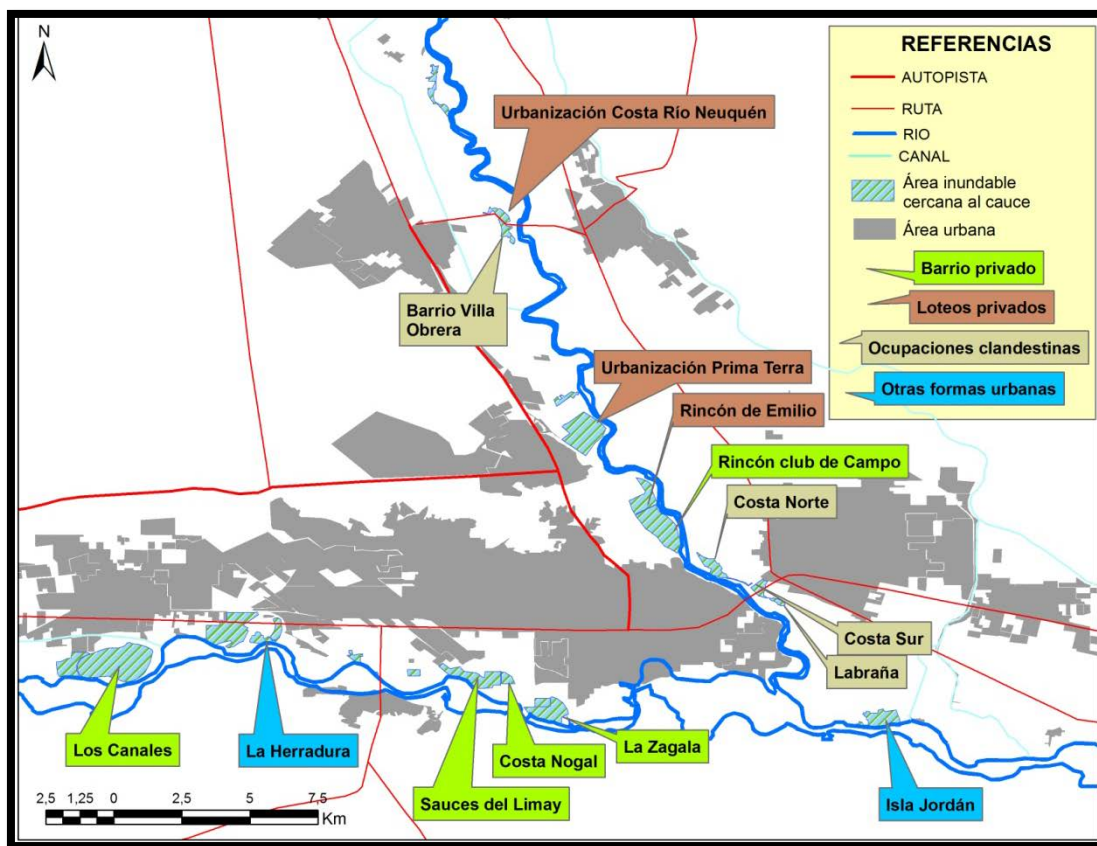 N
REFERENCIAS
AUTOPISTA
RUTA
RIO
CANAL
Área inundable
cercana al cauce
Área urbana
Barrio privado
Loteos privados
Ocupaciones clandestinas
Otras formas urbanas
Urbanización Costa Río Neuquén
Barrio Villa
Obrera
Urbanización Prima Terra
Rincón de Emilio
Rincón club de Campo
Costa Norte
Costa Sur
Labraña
Los Canales
La Herradura
La Zagala
Costa Nogal
Sauces del Limay
Isla Jordán
2,5 1,25 0 2,5 5 7,5
Km